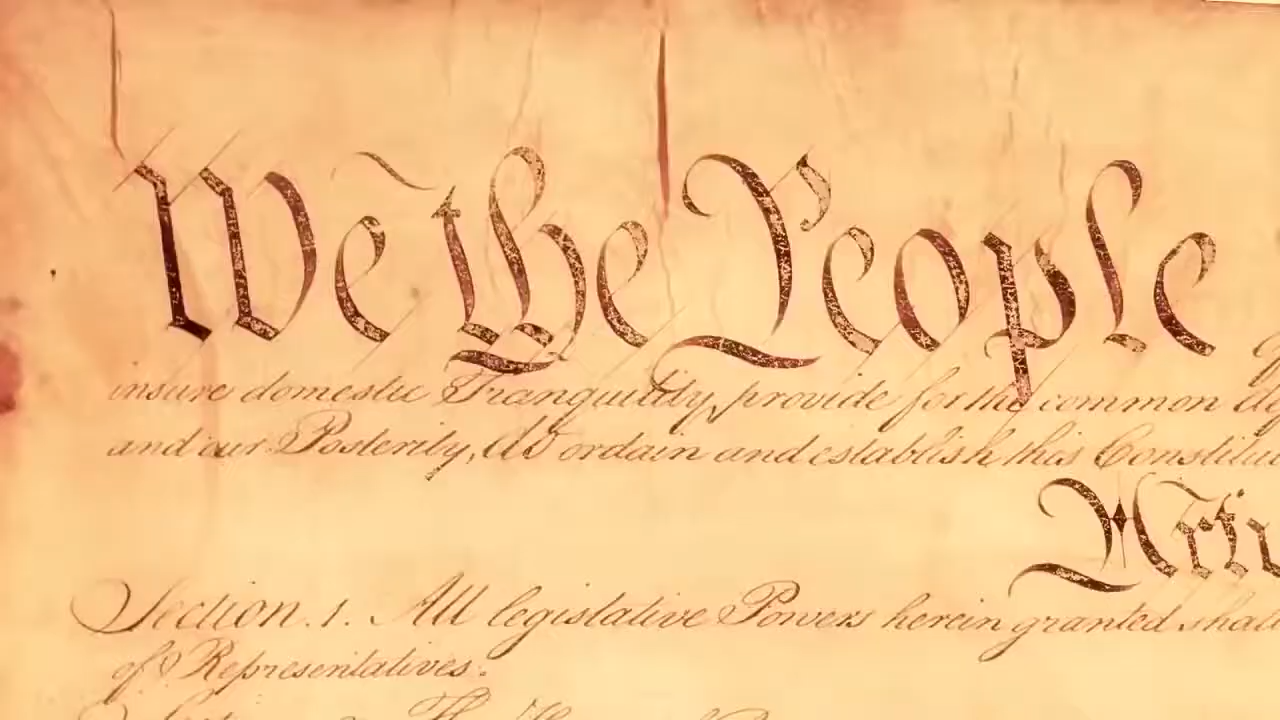 We the People
insure domestic Tranquility, provide for the common
and our Posterity, do ordain and establish this
Section. 1. All legislative Powers herein granted shall
of Representatives.